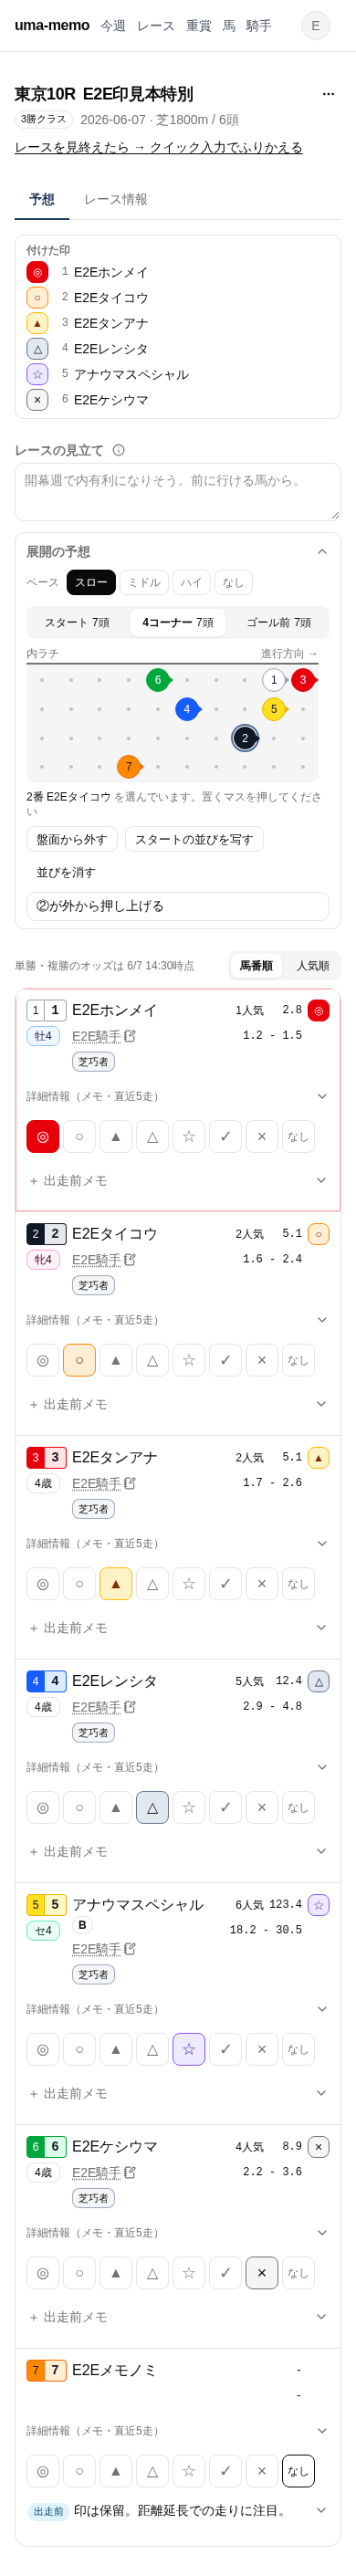 uma-memo 今週 レース 重賞 馬 騎手 E
東京10R E2E印見本特別 …
3勝クラス 2026-06-07 · 芝1800m / 6頭
レースを見終えたら → クイック入力でふりかえる
予想 レース情報
付けた印
◎ 1 E2Eホンメイ
○ 2 E2Eタイコウ
▲ 3 E2Eタンアナ
△ 4 E2Eレンシタ
☆ 5 アナウマスペシャル
× 6 E2Eケシウマ
レースの見立て
開幕週で内有利になりそう。前に行ける馬から。
展開の予想
ペース スロー ミドル ハイ なし
スタート 7頭 4コーナー 7頭 ゴール前 7頭
内ラチ 進行方向 →
6 1 3
4 5
2
7
2番 E2Eタイコウ を選んでいます。置くマスを押してくださ
い
盤面から外す スタートの並びを写す
並びを消す
②が外から押し上げる
単勝・複勝のオッズは 6/7 14:30時点 馬番順 人気順
1 1 E2Eホンメイ 1人気 2.8 ◎
牡4 E2E騎手 1.2 - 1.5
芝巧者
詳細情報（メモ・直近5走）
◎ ○ ▲ △ ☆ ✓ × なし
＋ 出走前メモ
2 2 E2Eタイコウ 2人気 5.1 ○
牝4 E2E騎手 1.6 - 2.4
芝巧者
詳細情報（メモ・直近5走）
◎ ○ ▲ △ ☆ ✓ × なし
＋ 出走前メモ
3 3 E2Eタンアナ 2人気 5.1 ▲
4歳 E2E騎手 1.7 - 2.6
芝巧者
詳細情報（メモ・直近5走）
◎ ○ ▲ △ ☆ ✓ × なし
＋ 出走前メモ
4 4 E2Eレンシタ 5人気 12.4 △
4歳 E2E騎手 2.9 - 4.8
芝巧者
詳細情報（メモ・直近5走）
◎ ○ ▲ △ ☆ ✓ × なし
＋ 出走前メモ
5 5 アナウマスペシャル 6人気 123.4 ☆
セ4 B 18.2 - 30.5
E2E騎手
芝巧者
詳細情報（メモ・直近5走）
◎ ○ ▲ △ ☆ ✓ × なし
＋ 出走前メモ
6 6 E2Eケシウマ 4人気 8.9 ×
4歳 E2E騎手 2.2 - 3.6
芝巧者
詳細情報（メモ・直近5走）
◎ ○ ▲ △ ☆ ✓ × なし
＋ 出走前メモ
7 7 E2Eメモノミ -
-
詳細情報（メモ・直近5走）
◎ ○ ▲ △ ☆ ✓ × なし
出走前 印は保留。距離延長での走りに注目。